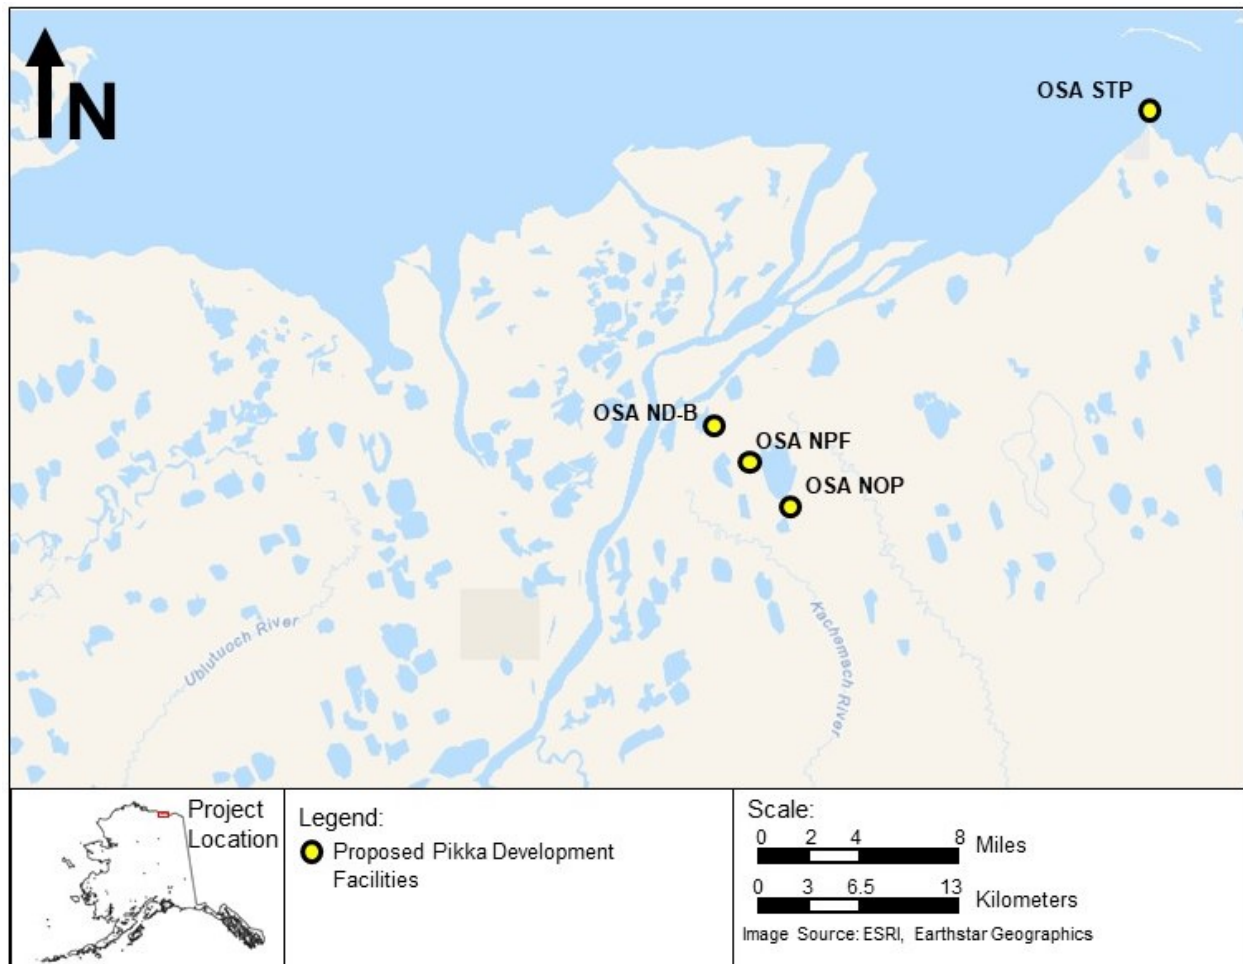 N
OSA STP
OSA ND-B
OSA NPF
OSA NOP
Ublutuoch River
Kachemach River
Project
Location
Legend:
Proposed Pikka Development
Facilities
Scale:
0 2 4 8 Miles
0 3 6.5 13 Kilometers
Image Source: ESRI, Earthstar Geographics